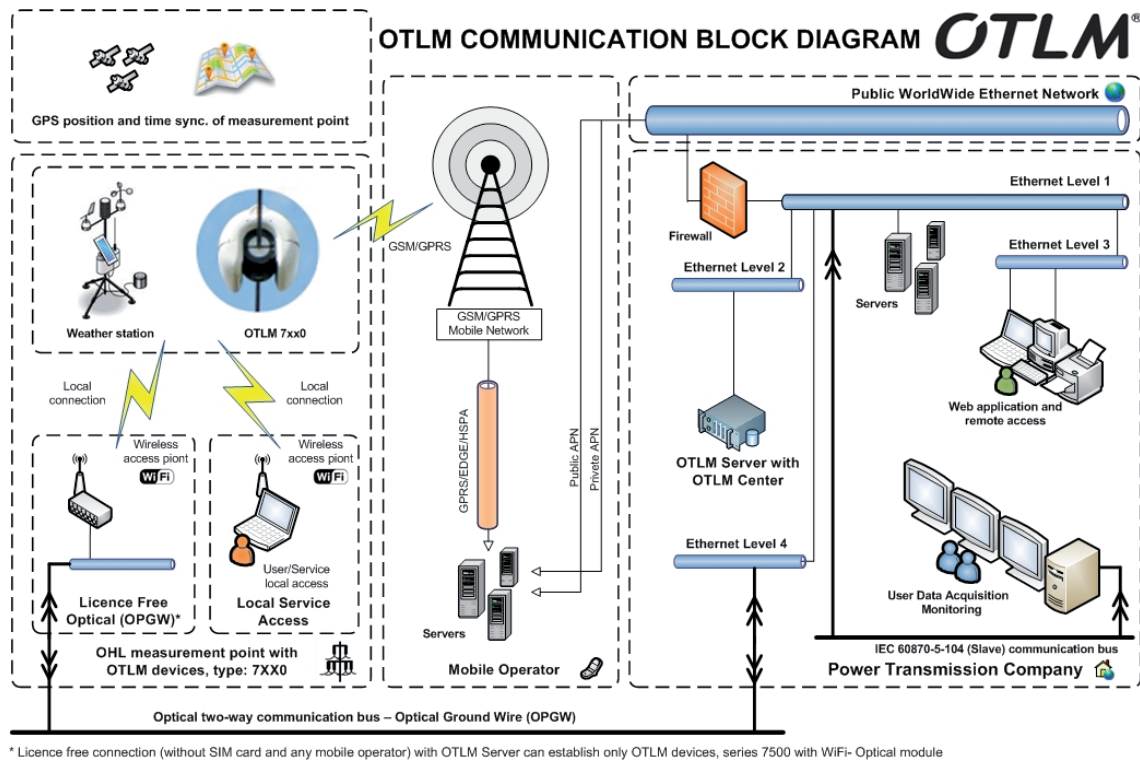 OTLM COMMUNICATION BLOCK DIAGRAM
OTLM®
GPS position and time sync. of measurement point
Public WorldWide Ethernet Network
Weather station
OTLM 7xx0
GSM/GPRS
GSM/GPRS
Mobile Network
Local
connection
Local
connection
Wireless
access piont
WiFi
Wireless
access piont
WiFi
User/Service
local access
Licence Free
Optical (OPGW)*
Local Service
Access
OHL measurement point with
OTLM devices, type: 7XX0
GPRS/EDGE/HSPA
Public APN
Privete APN
Servers
Mobile Operator
Firewall
Ethernet Level 1
Ethernet Level 2
Ethernet Level 3
Servers
Web application and
remote access
OTLM Server with
OTLM Center
Ethernet Level 4
User Data Acquisition
Monitoring
IEC 60870-5-104 (Slave) communication bus
Power Transmission Company
Optical two-way communication bus – Optical Ground Wire (OPGW)
* Licence free connection (without SIM card and any mobile operator) with OTLM Server can establish only OTLM devices, series 7500 with WiFi- Optical module